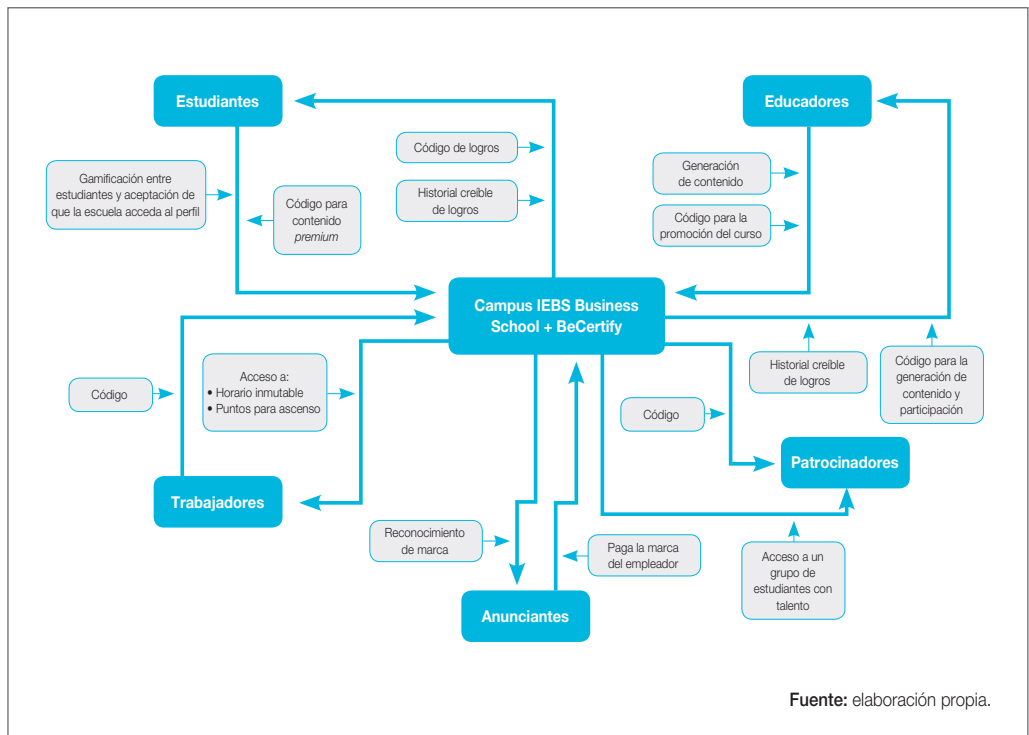 Estudiantes
Educadores
Código de logros
Historial creíble
de logros
Gamificación entre
estudiantes y aceptación de
que la escuela acceda al perfil
Código para
contenido
premium
Generación
de contenido
Código para la
promoción del curso
Campus IEBS Business
School + BeCertify
Código
Acceso a:
• Horario inmutable
• Puntos para ascenso
Historial creíble
de logros
Código para la
generación de
contenido y
participación
Código
Trabajadores
Patrocinadores
Reconocimiento
de marca
Paga la marca
del empleador
Acceso a un
grupo de
estudiantes con
talento
Anunciantes
Fuente: elaboración propia.